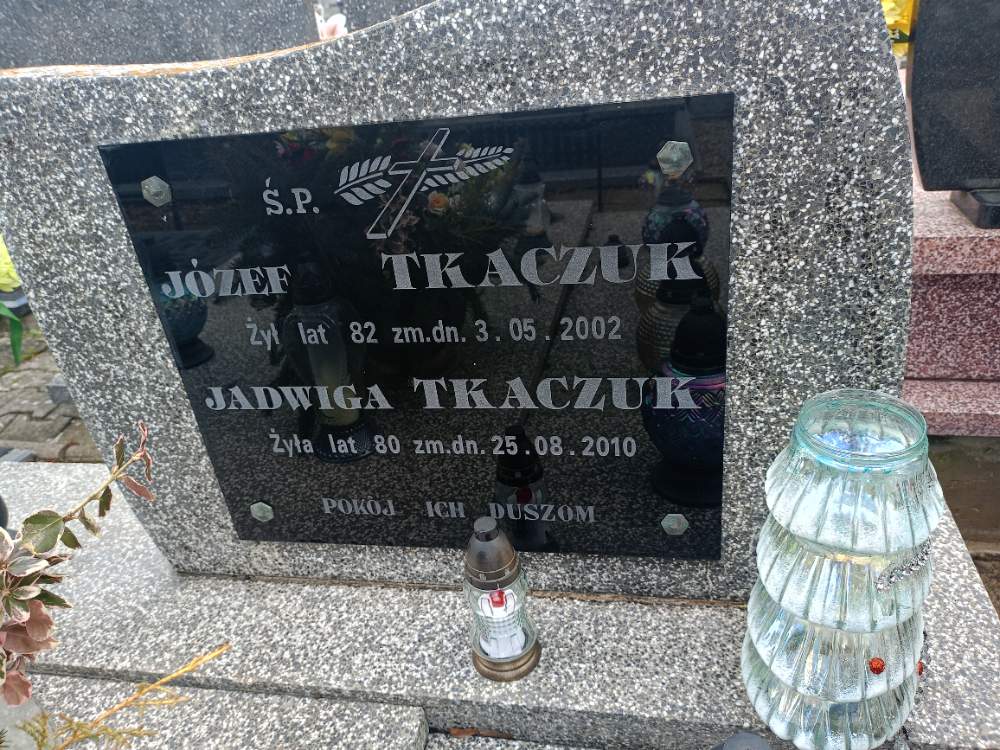 Ś.P.
JÓZEF TKACZUK
Żył lat 82 zm.dn. 3.05.2002
JADWIGA TKACZUK
Żyła lat 80 zm.dn. 25.08.2010
POKÓJ ICH DUSZOM